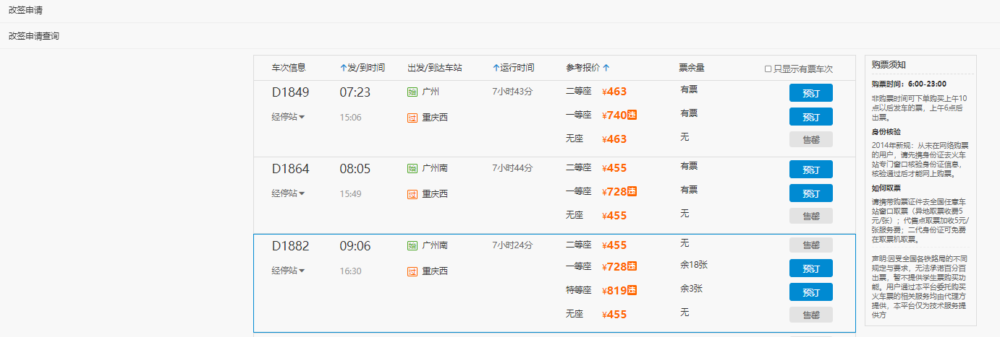 改签申请
改签申请查询
车次信息 发/到时间 出发/到达车站 运行时间 参考报价 票余量 只显示有票车次
D1849 07:23 始 广州 7小时43分 二等座 ¥463 有票 预订
经停站 15:06 过 重庆西 一等座 ¥740 违 有票 预订
无座 ¥463 无 售罄
D1864 08:05 始 广州南 7小时44分 二等座 ¥455 有票 预订
经停站 15:49 过 重庆西 一等座 ¥728 违 有票 预订
无座 ¥455 无 售罄
D1882 09:06 始 广州南 7小时24分 二等座 ¥455 无 售罄
经停站 16:30 过 重庆西 一等座 ¥728 违 余18张 预订
特等座 ¥819 违 余3张 预订
无座 ¥455 无 售罄
购票须知
购票时间：6:00-23:00
非购票时间可下单购买上午10
点以后发车的票，上午6点后
出票。
身份核验
2014年新规：从未在网络购票
的用户，请先携身份证去火车
站专门窗口核验身份证信息，
核验通过后才能网上购票。
如何取票
请携带购票证件去全国任意车
站窗口取票（异地取票收费5
元/张）；代售点取票加收5元/
张服务费；二代身份证可免费
在取票机取票。
声明:因受全国各铁路局的不同
规定与要求，无法承诺百分百
出票，暂不提供学生票购买功
能。用户通过本平台委托购买
火车票的相关服务均由代理方
提供，本平台仅为技术服务提
供方